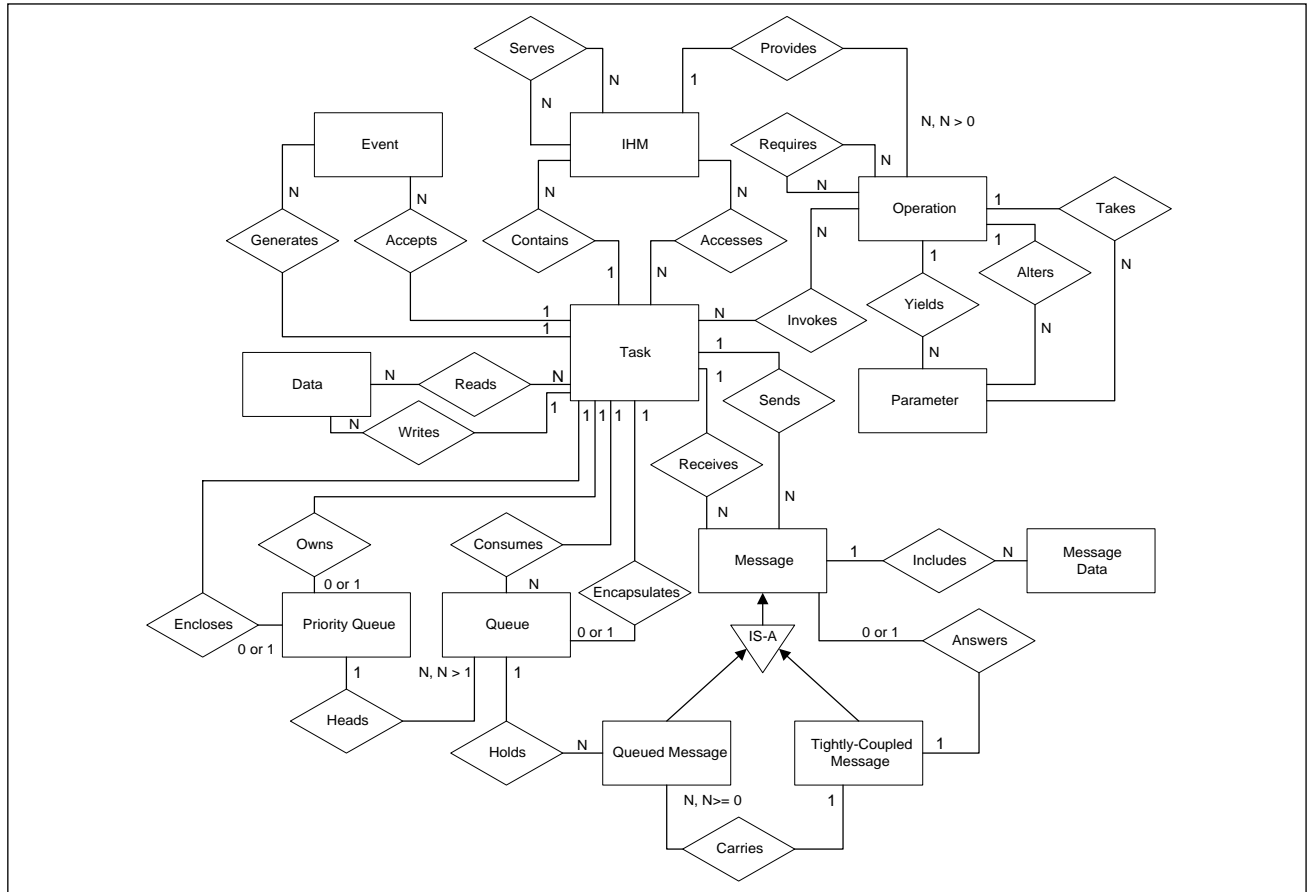 Serves
N
N
Provides
1
N, N > 0
Event
IHM
Requires
N
N
Operation
1
Takes
N
N
N
N
N
Generates
Accepts
Contains
Accesses
N
1
1
Alters
Yields
N
1
N
1
1
Task
N
Invokes
1
1
N
N
Data
N
Reads
N
Parameter
N
Writes
1
Sends
1
1
1
1
Receives
N
N
Owns
Consumes
Message
1
Includes
N
Message
Data
0 or 1
N
Encapsulates
Encloses
0 or 1
Priority Queue
Queue
0 or 1
IS-A
0 or 1
Answers
1
N, N > 1
1
Heads
Holds
N
Queued Message
Tightly-Coupled
Message
1
N, N>= 0
1
Carries